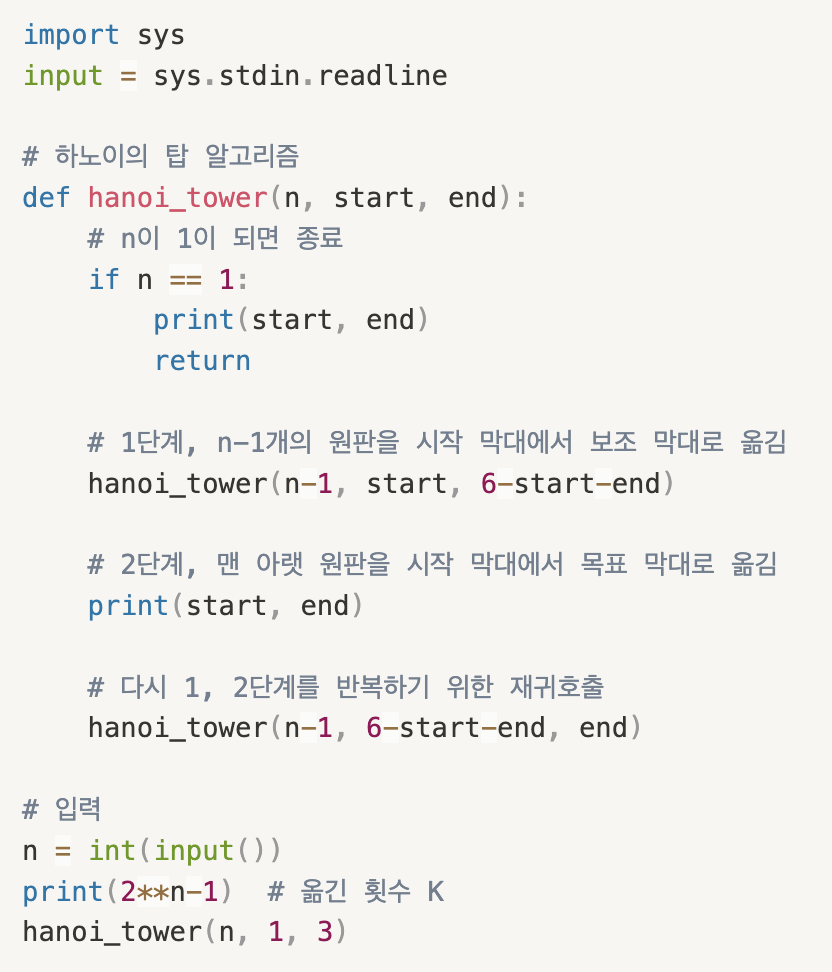 import sys
input = sys.stdin.readline

# 하노이의 탑 알고리즘
def hanoi_tower(n, start, end):
    # n이 1이 되면 종료
    if n == 1:
        print(start, end)
        return

    # 1단계, n-1개의 원판을 시작 막대에서 보조 막대로 옮김
    hanoi_tower(n-1, start, 6-start-end)

    # 2단계, 맨 아랫 원판을 시작 막대에서 목표 막대로 옮김
    print(start, end)

    # 다시 1, 2단계를 반복하기 위한 재귀호출
    hanoi_tower(n-1, 6-start-end, end)

# 입력
n = int(input())
print(2**n-1)  # 옮긴 횟수 K
hanoi_tower(n, 1, 3)